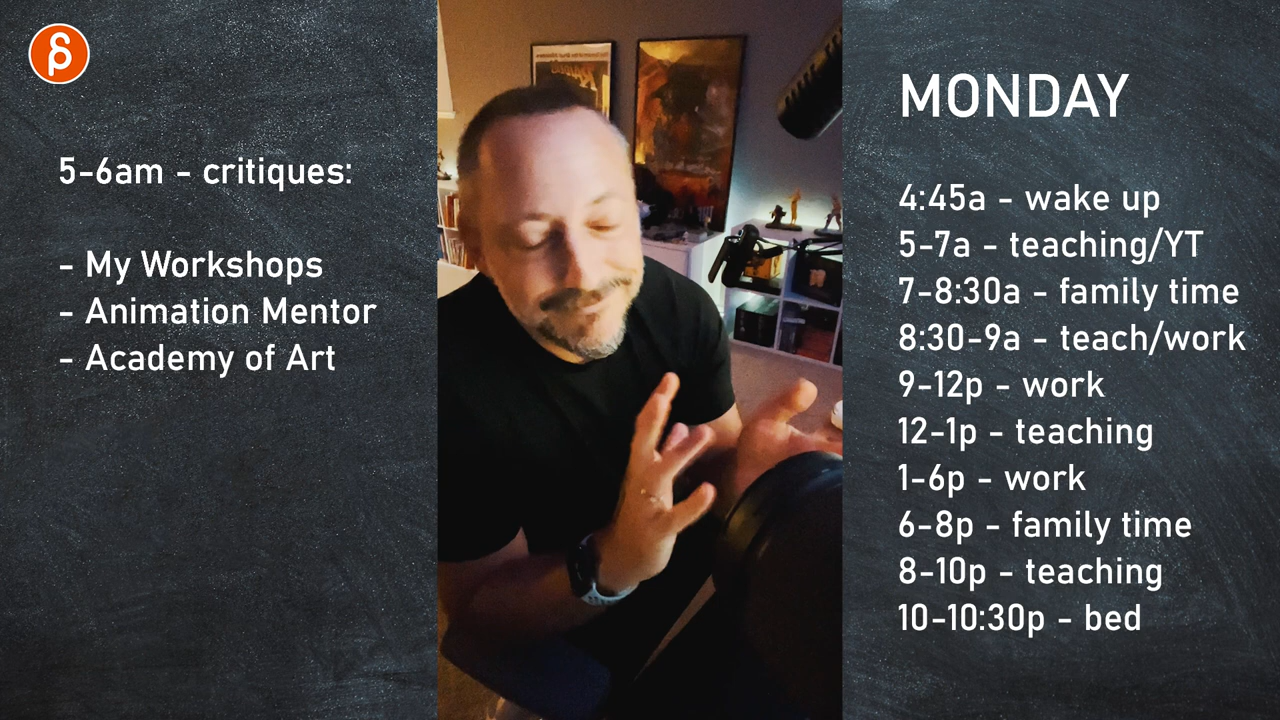 5-6am - critiques:
- My Workshops
- Animation Mentor
- Academy of Art
MONDAY
4:45a - wake up
5-7a - teaching/YT
7-8:30a - family time
8:30-9a - teach/work
9-12p - work
12-1p - teaching
1-6p - work
6-8p - family time
8-10p - teaching
10-10:30p - bed